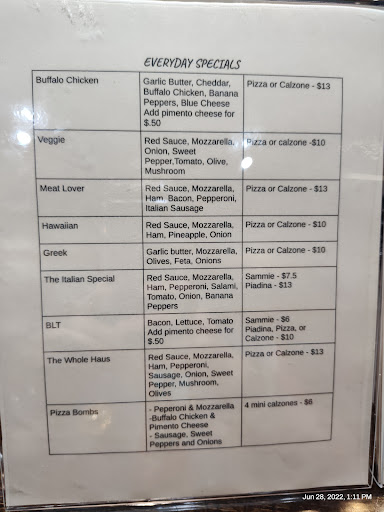 EVERYDAY SPECIALS
Buffalo Chicken
Garlic Butter, Cheddar,
Buffalo Chicken, Banana
Peppers, Blue Cheese
Add pimento cheese for
$.50
Pizza or Calzone - $13
Veggie
Red Sauce, Mozzarella,
Onion, Sweet
Pepper,Tomato, Olive,
Mushroom
Pizza or calzone -$10
Meat Lover
Red Sauce, Mozzarella,
Ham, Bacon, Pepperoni,
Italian Sausage
Pizza or Calzone - $13
Hawaiian
Red Sauce, Mozzarella,
Ham, Pineapple, Onion
Pizza or Calzone - $10
Greek
Garlic butter, Mozzarella,
Olives, Feta, Onions
Pizza or Calzone - $10
The Italian Special
Red Sauce, Mozzarella,
Ham, Pepperoni, Salami,
Tomato, Onion, Banana
Peppers
Sammie - $7.5
Piadina - $13
BLT
Bacon, Lettuce, Tomato
Add pimento cheese for
$.50
Sammie - $6
Piadina, Pizza, or
Calzone - $10
The Whole Haus
Red Sauce, Mozzarella,
Ham, Pepperoni,
Sausage, Onion, Sweet
Pepper, Mushroom,
Olives
Pizza or Calzone - $13
Pizza Bombs
- Peperoni & Mozzarella
-Buffalo Chicken &
Pimento Cheese
- Sausage, Sweet
Peppers and Onions
4 mini calzones - $6
Jun 28, 2022, 1:11 PM